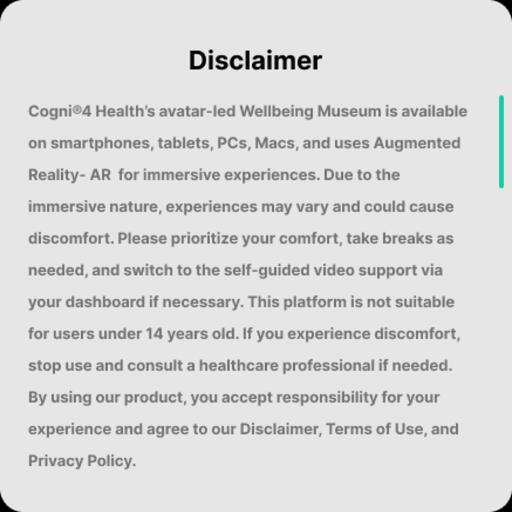 Disclaimer
Cogni®4 Health’s avatar-led Wellbeing Museum is available
on smartphones, tablets, PCs, Macs, and uses Augmented
Reality- AR  for immersive experiences. Due to the
immersive nature, experiences may vary and could cause
discomfort. Please prioritize your comfort, take breaks as
needed, and switch to the self-guided video support via
your dashboard if necessary. This platform is not suitable
for users under 14 years old. If you experience discomfort,
stop use and consult a healthcare professional if needed.
By using our product, you accept responsibility for your
experience and agree to our Disclaimer, Terms of Use, and
Privacy Policy.